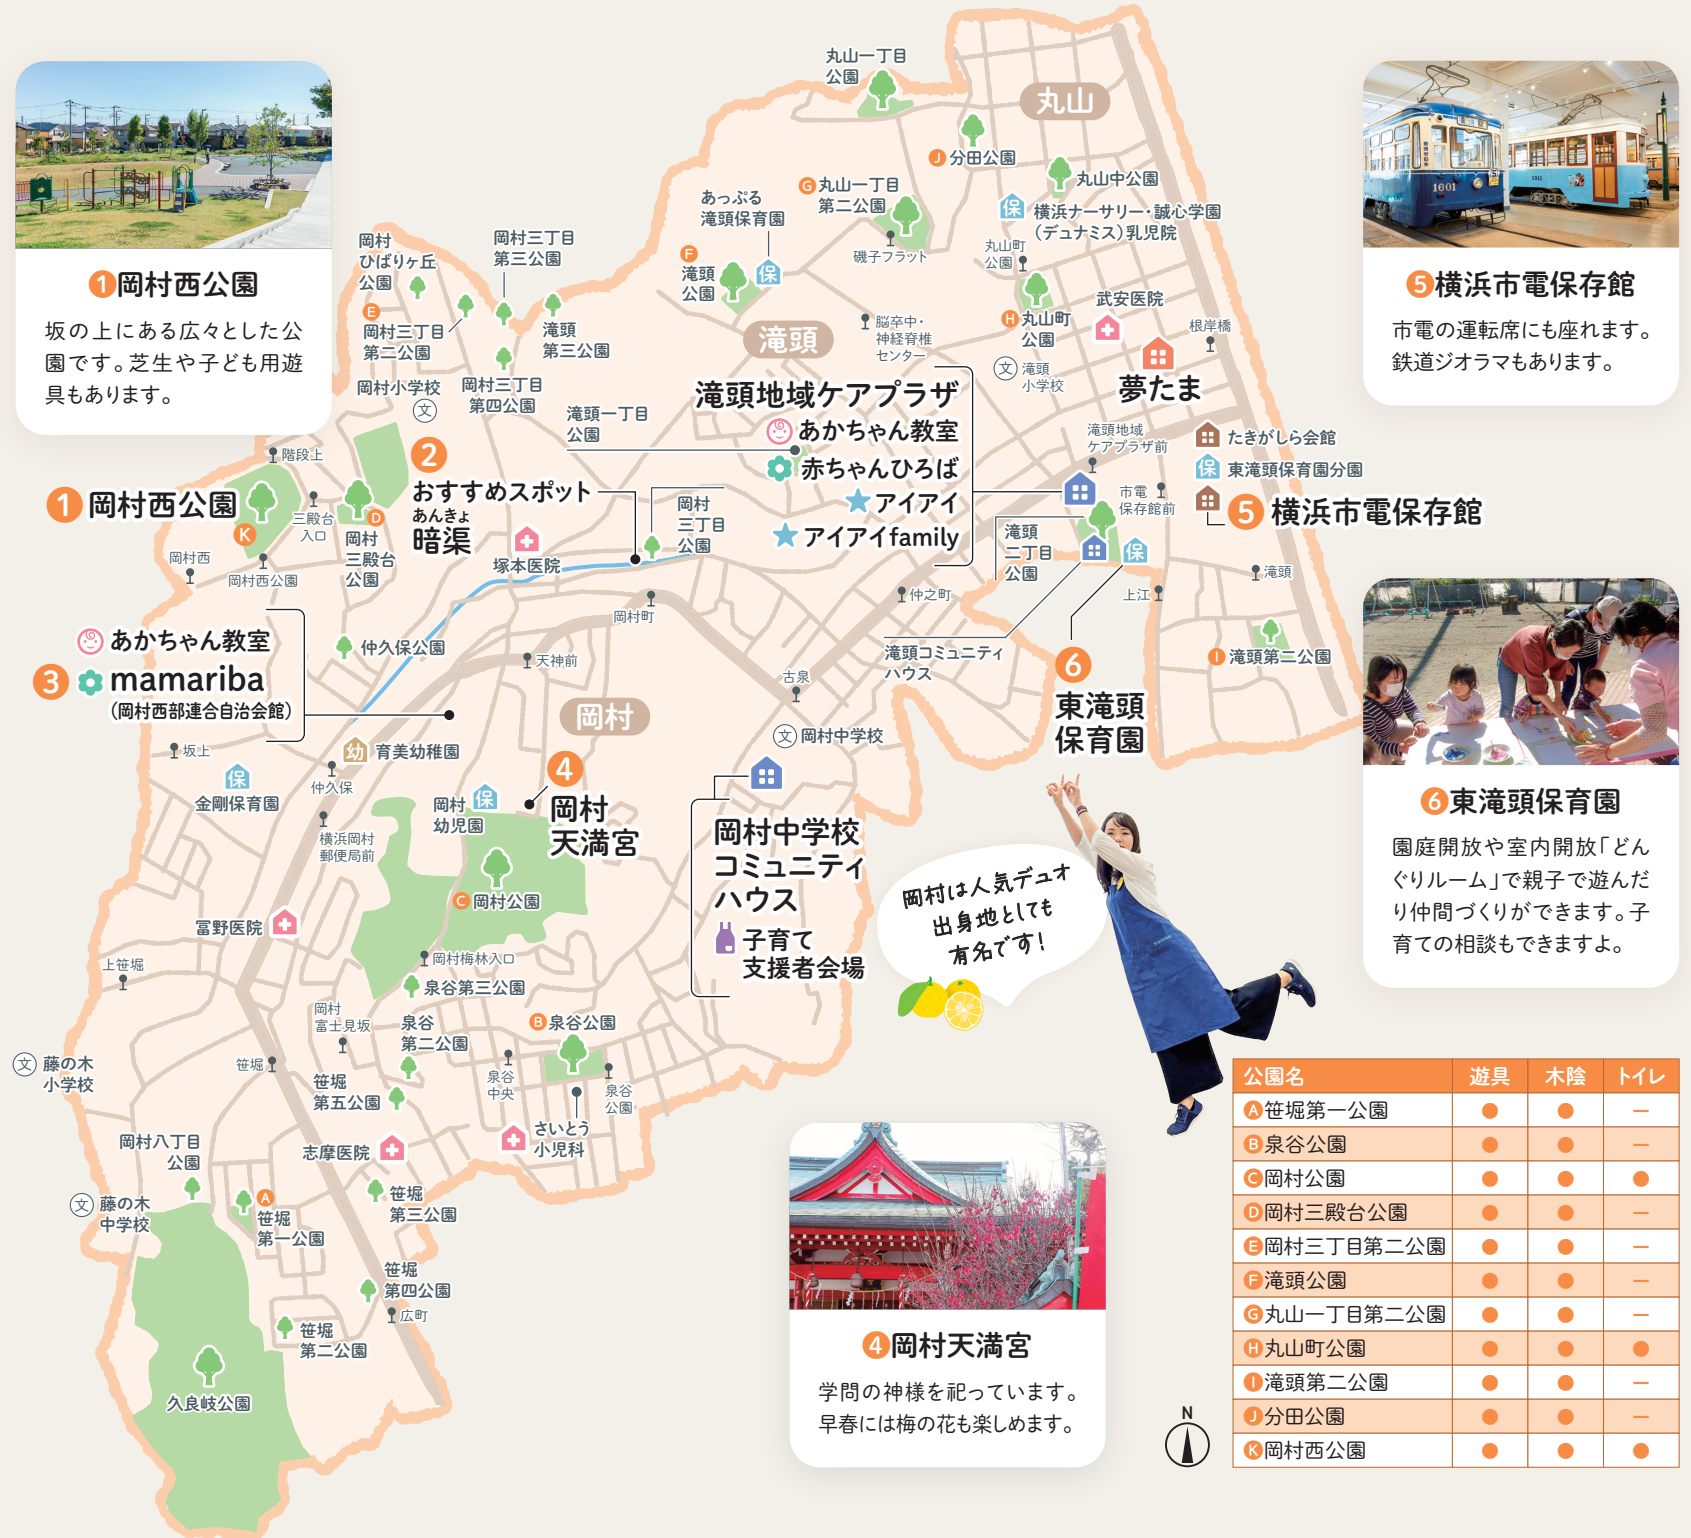 ❶岡村西公園
坂の上にある広々とした公
園です。芝生や子ども用遊
具もあります。
❺横浜市電保存館
市電の運転席にも座れます。
鉄道ジオラマもあります。
❻東滝頭保育園
園庭開放や室内開放「どん
ぐりルーム」で親子で遊んだ
り仲間づくりができます。子
育ての相談もできますよ。
❹岡村天満宮
学問の神様を祀っています。
早春には梅の花も楽しめます。
丸山一丁目
公園
丸山
J 分田公園
丸山中公園
G 丸山一丁目
第二公園
あっぷる
滝頭保育園
保
保 横浜ナーサリー・誠心学園
(デュナミス)乳児院
磯子フラット
丸山町
公園
F
滝頭
公園
武安医院
H 丸山町
公園
根岸橋
岡村
ひばりヶ丘
公園
岡村三丁目
第三公園
E
岡村三丁目
第二公園
滝頭
第三公園
滝頭
脳卒中・
神経脊椎
センター
文 滝頭
小学校
夢たま
岡村小学校
文
岡村三丁目
第四公園
滝頭一丁目
公園
滝頭地域ケアプラザ
あかちゃん教室
赤ちゃんひろば
アイアイ
アイアイfamily
滝頭地域
ケアプラザ前
たきがしら会館
保 東滝頭保育園分園
市電
保存館前
5 横浜市電保存館
階段上
1 岡村西公園
K
三殿台
入口
D
岡村
三殿台
公園
2
おすすめスポット
あんきょ
暗渠
岡村
三丁目
公園
塚本医院
岡村西
岡村西公園
滝頭
二丁目
公園
保
滝頭
仲之町
上江
岡村町
あかちゃん教室
3 mamariba
(岡村西部連合自治会館)
仲久保公園
天神前
滝頭コミュニティ
ハウス
I 滝頭第二公園
古泉
6
東滝頭
保育園
岡村
文 岡村中学校
坂上
幼 育美幼稚園
保
金剛保育園
仲久保
4
岡村
天満宮
岡村 保
幼児園
横浜岡村
郵便局前
岡村中学校
コミュニティ
ハウス
子育て
支援者会場
C 岡村公園
冨野医院
岡村は人気デュオ
出身地としても
有名です!
岡村梅林入口
上笹堀
泉谷第三公園
岡村
富士見坂
泉谷
第二公園
B 泉谷公園
文 藤の木
小学校
笹堀
泉谷
中央
泉谷
公園
笹堀
第五公園
さいとう
小児科
岡村八丁目
公園
志摩医院
文 藤の木
中学校
A
笹堀
第一公園
笹堀
第三公園
笹堀
第四公園
広町
笹堀
第二公園
久良岐公園
N
公園名 遊具 木陰 トイレ
A笹堀第一公園 ● ● －
B泉谷公園 ● ● －
C岡村公園 ● ● ●
D岡村三殿台公園 ● ● －
E岡村三丁目第二公園 ● ● －
F滝頭公園 ● ● －
G丸山一丁目第二公園 ● ● －
H丸山町公園 ● ● ●
I滝頭第二公園 ● ● －
J分田公園 ● ● －
K岡村西公園 ● ● ●
1601